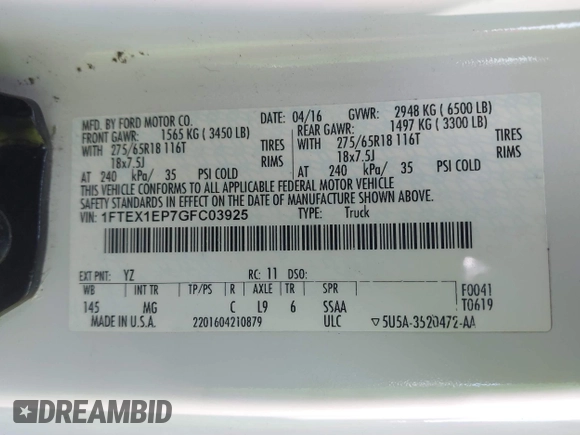 MFD. BY FORD MOTOR CO.
DATE: 04/16 GVWR: 2948 KG ( 6500 LB)
FRONT GAWR: 1565 KG ( 3450 LB)
REAR GAWR: 1497 KG ( 3300 LB)
WITH 275/65R18 116T TIRES
WITH 275/65R18 116T TIRES
18x7.5J RIMS
18x7.5J RIMS
AT 240 kPa/ 35 PSI COLD
AT 240 kPa/ 35 PSI COLD
THIS VEHICLE CONFORMS TO ALL APPLICABLE FEDERAL MOTOR VEHICLE
SAFETY STANDARDS IN EFFECT ON THE DATE OF MANUFACTURE SHOWN ABOVE.
VIN: 1FTEX1EP7GFC03925 TYPE: Truck
EXT PNT: YZ RC: 11 DSO:
WB INT TR TP/PS R AXLE TR SPR F0041
145 MG C L9 6 SSAA T0619
MADE IN U.S.A. 2201604210879 ULC ▽5U5A-3520472-AA
DREAMBID